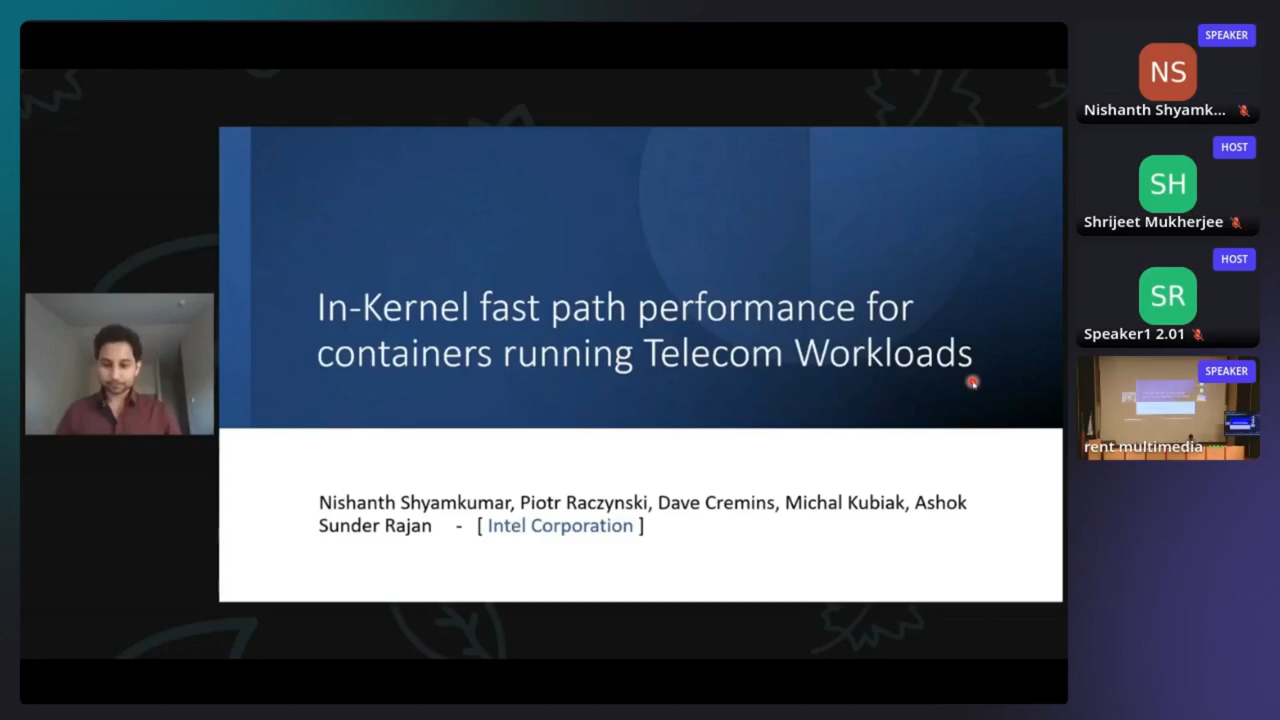 In-Kernel fast path performance for
containers running Telecom Workloads
Nishanth Shyamkumar, Piotr Raczynski, Dave Cremins, Michal Kubiak, Ashok
Sunder Rajan - [ Intel Corporation ]
SPEAKER
NS
Nishanth Shyamk...
HOST
SH
Shrijeet Mukherjee
HOST
SR
Speaker1 2.01
SPEAKER
rent multimedia